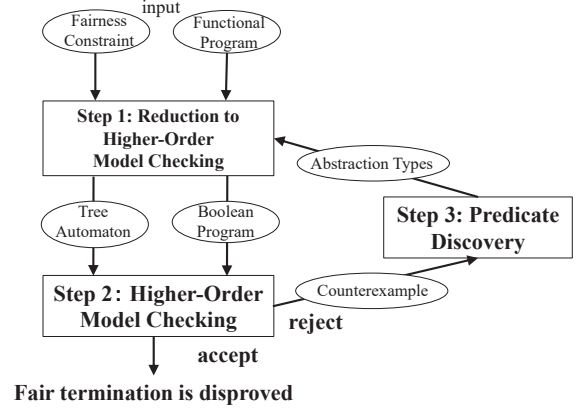 input
Fairness
Constraint
Functional
Program
Step 1: Reduction to
Higher-Order
Model Checking
Abstraction Types
Tree
Automaton
Boolean
Program
Step 3: Predicate
Discovery
Step 2: Higher-Order
Model Checking
Counterexample
reject
accept
Fair termination is disproved